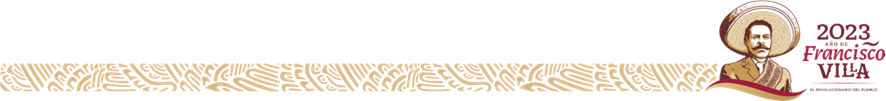 2023
AÑO DE
Francisco
VILLA
EL REVOLUCIONARIO DEL PUEBLO